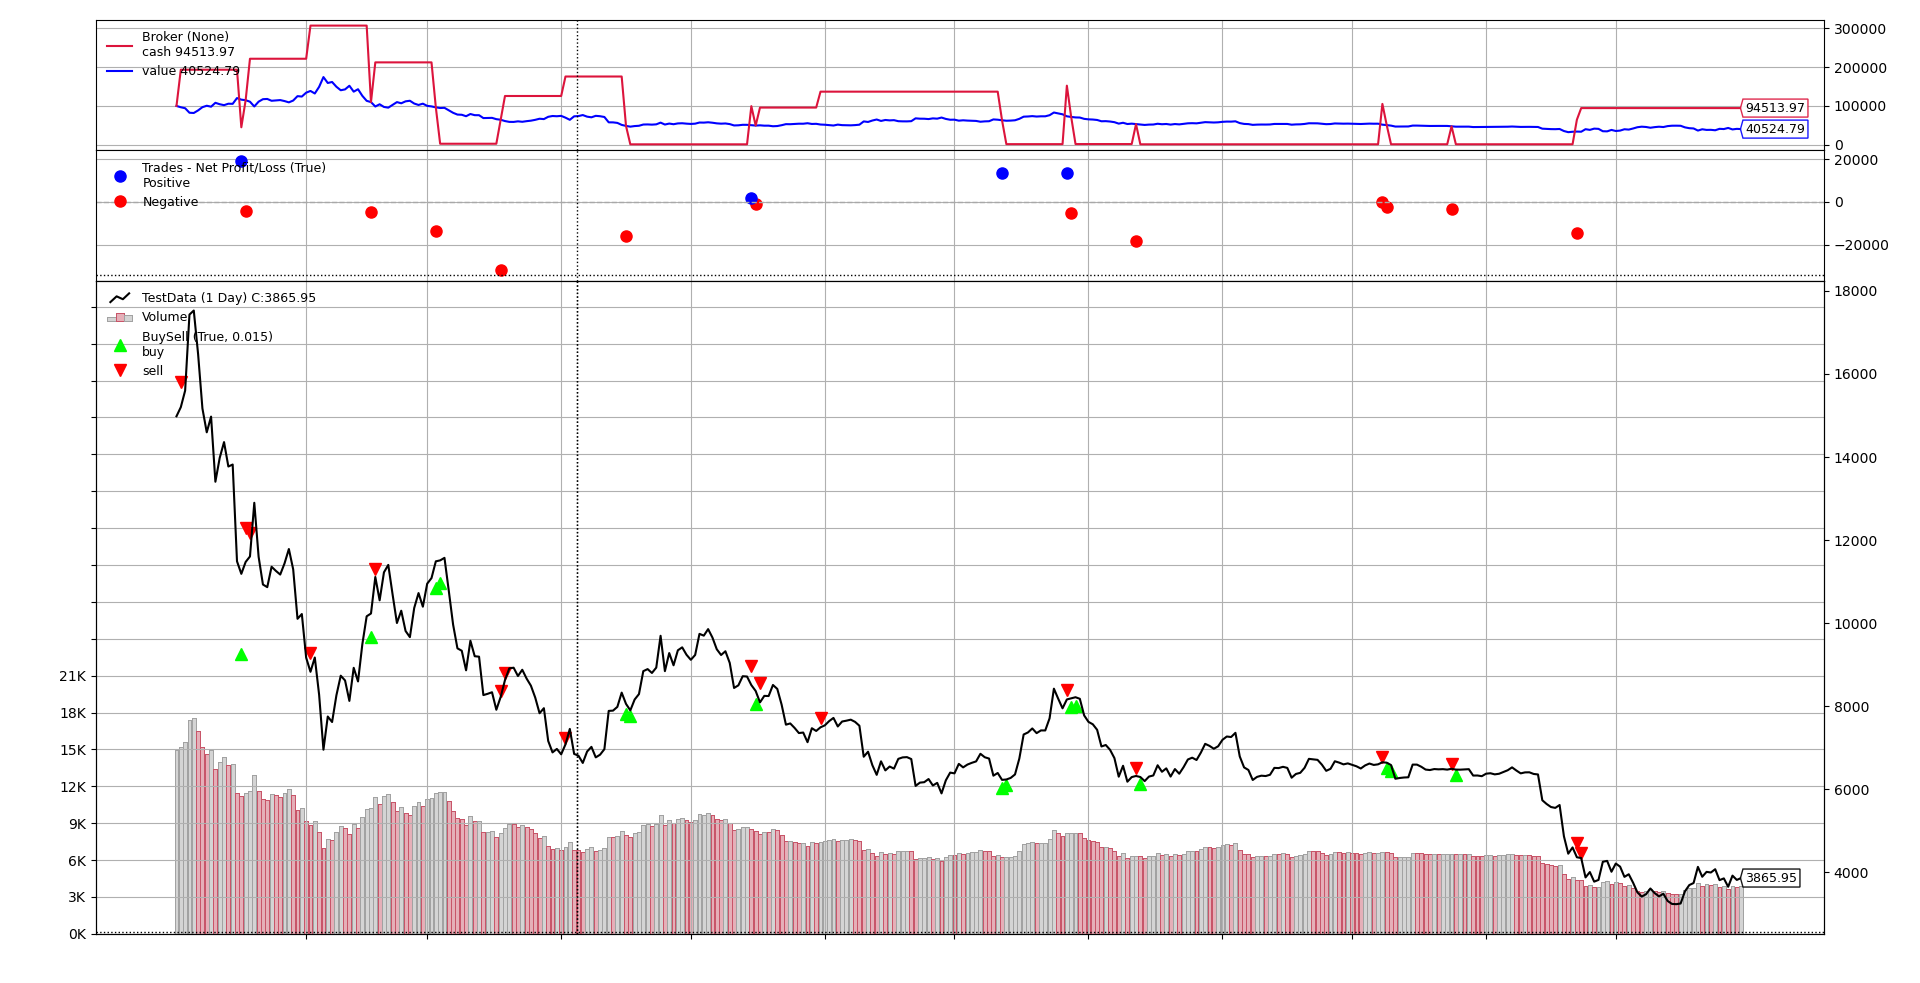 Broker (None)
cash 94513.97
value 40524.79
300000
200000
100000
0
94513.97
40524.79
Trades - Net Profit/Loss (True)
Positive
Negative
20000
0
−20000
TestData (1 Day) C:3865.95
Volume
BuySell (True, 0.015)
buy
sell
18000
16000
14000
12000
10000
8000
6000
4000
3865.95
21K
18K
15K
12K
9K
6K
3K
0K